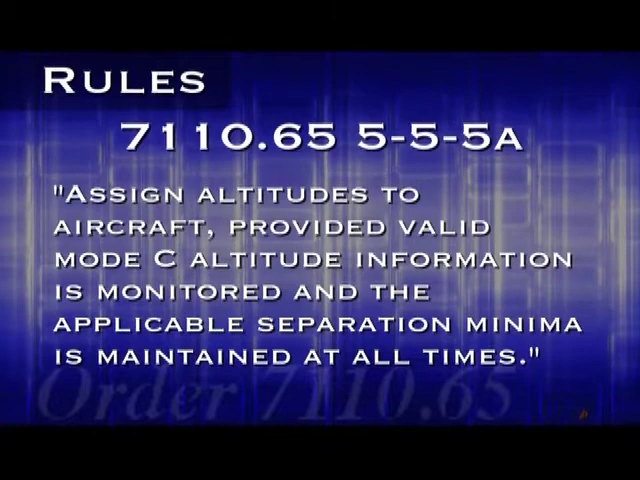 RULES
7110.65 5-5-5A
"ASSIGN ALTITUDES TO
AIRCRAFT, PROVIDED VALID
MODE C ALTITUDE INFORMATION
IS MONITORED AND THE
APPLICABLE SEPARATION MINIMA
IS MAINTAINED AT ALL TIMES."
Order 7110.65